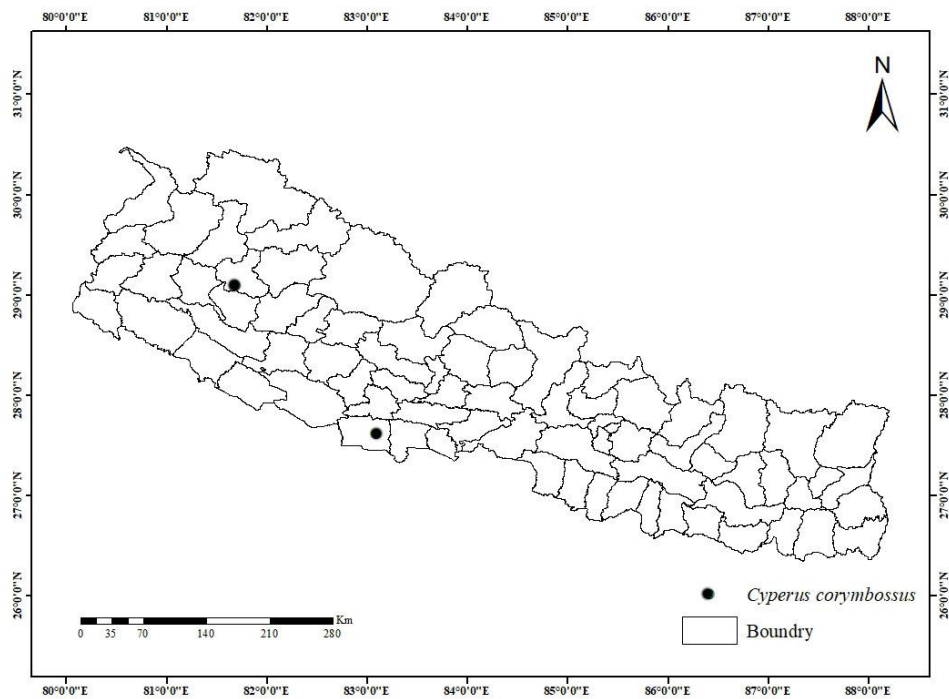 80°0'0"E 81°0'0"E 82°0'0"E 83°0'0"E 84°0'0"E 85°0'0"E 86°0'0"E 87°0'0"E 88°0'0"E
N
31°0'0"N 31°0'0"N
30°0'0"N 30°0'0"N
29°0'0"N 29°0'0"N
28°0'0"N 28°0'0"N
27°0'0"N 27°0'0"N
26°0'0"N 26°0'0"N
Cyperus corymbossus
Boundry
Km
0 35 70 140 210 280
80°0'0"E 81°0'0"E 82°0'0"E 83°0'0"E 84°0'0"E 85°0'0"E 86°0'0"E 87°0'0"E 88°0'0"E